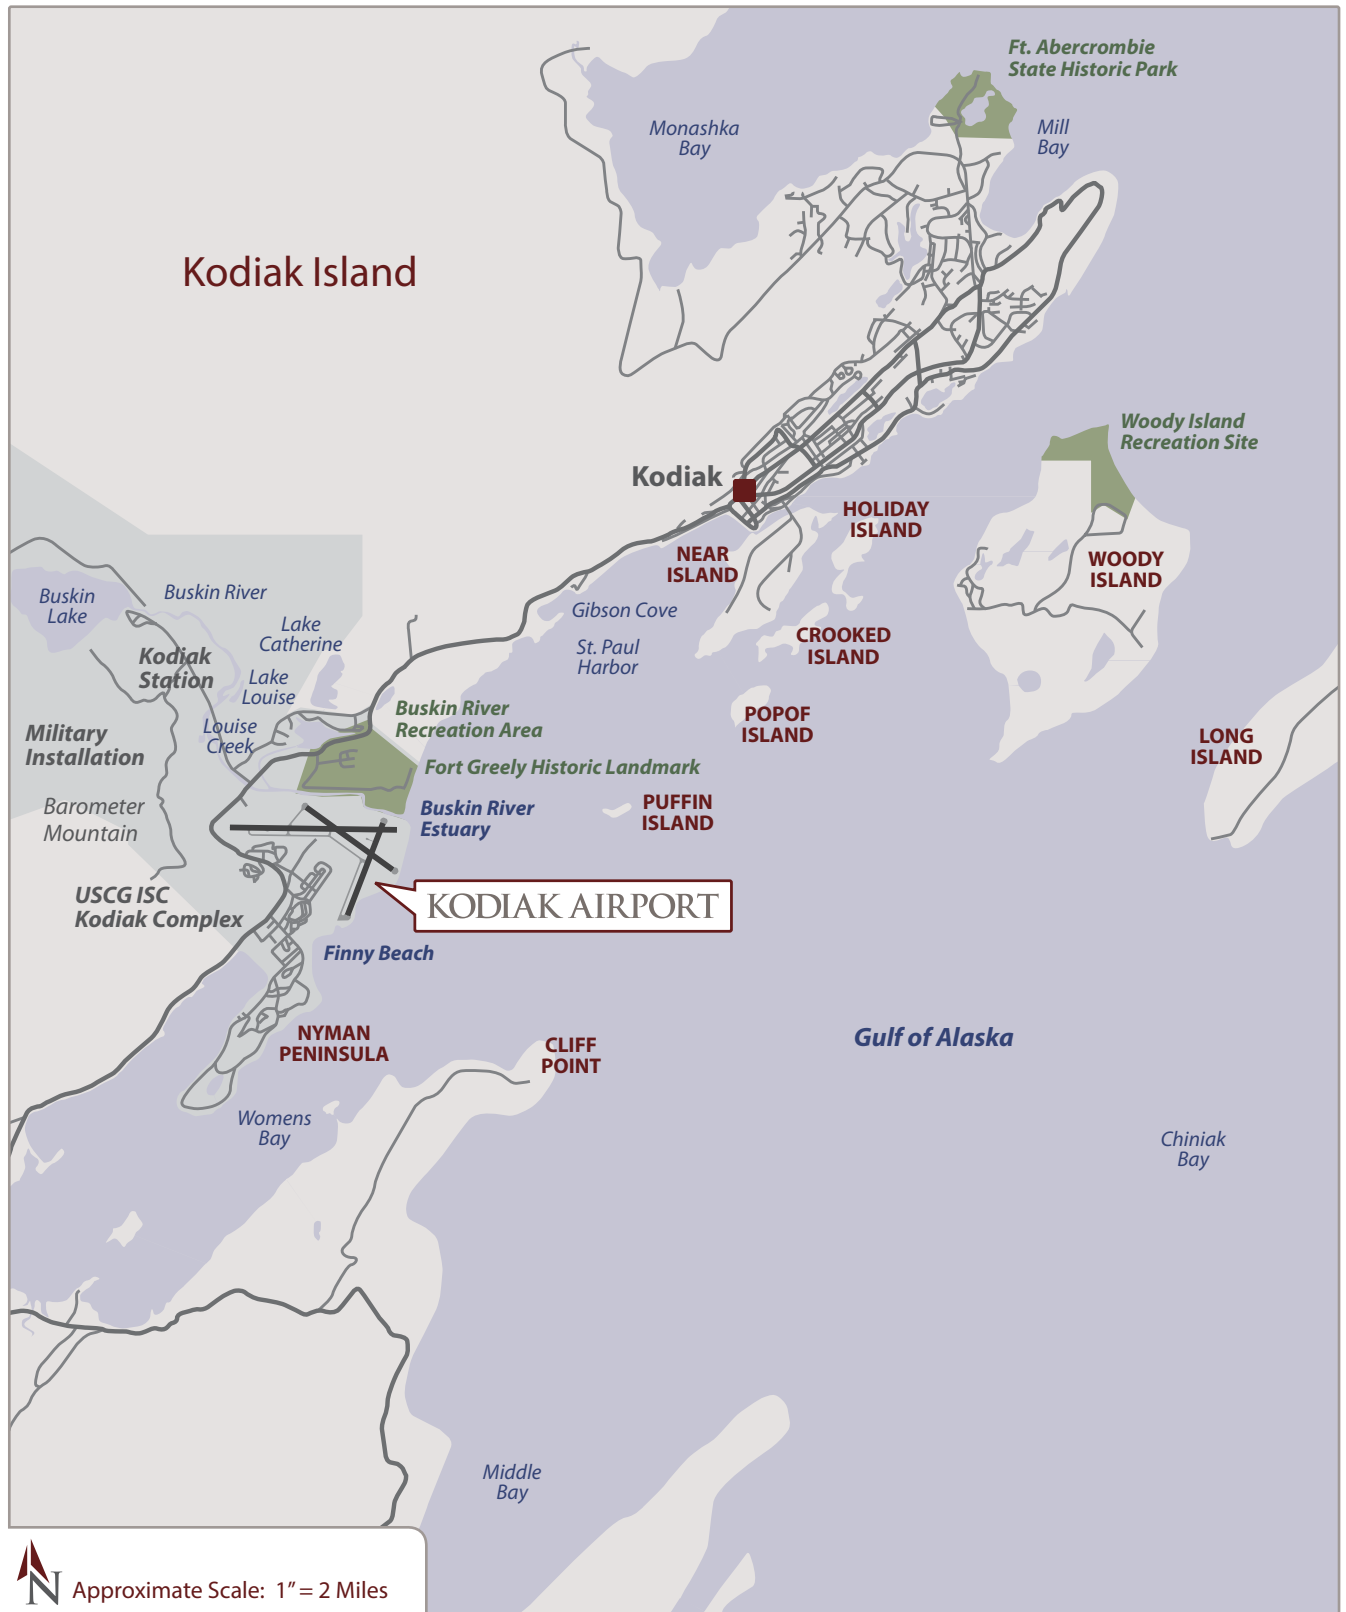 Ft. Abercrombie
State Historic Park
Monashka
Bay
Mill
Bay
Kodiak Island
Woody Island
Recreation Site
Kodiak
HOLIDAY
ISLAND
NEAR
ISLAND
WOODY
ISLAND
Buskin
Lake
Buskin River
Gibson Cove
Lake
Catherine
CROOKED
ISLAND
St. Paul
Harbor
Kodiak
Station
Lake
Louise
Buskin River
Recreation Area
POPOF
ISLAND
Louise
Creek
Military
Installation
LONG
ISLAND
Fort Greely Historic Landmark
Barometer
Mountain
Buskin River
Estuary
PUFFIN
ISLAND
USCG ISC
Kodiak Complex
KODIAK AIRPORT
Finny Beach
NYMAN
PENINSULA
CLIFF
POINT
Gulf of Alaska
Womens
Bay
Chiniak
Bay
Middle
Bay
N
Approximate Scale: 1” = 2 Miles